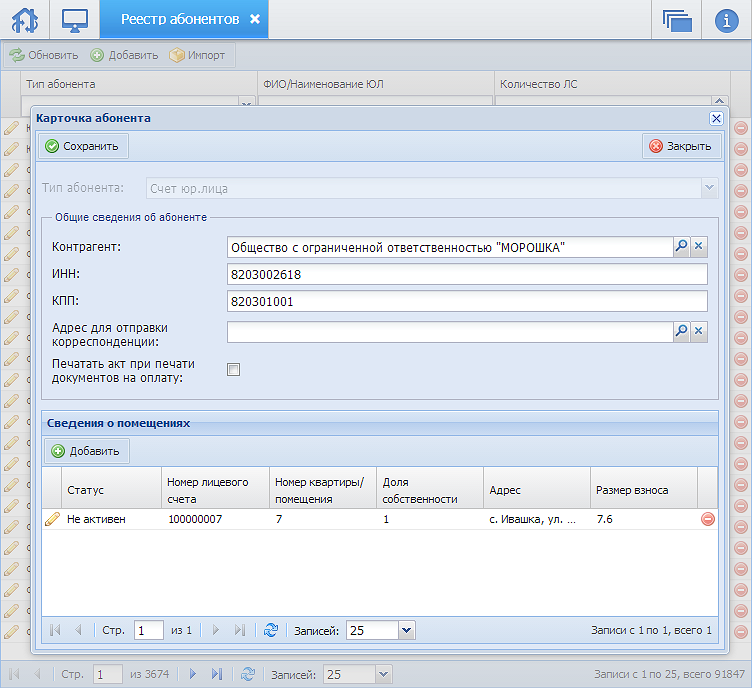 Реестр абонентов
Обновить Добавить Импорт
Тип абонента ФИО/Наименование ЮЛ Количество ЛС
Карточка абонента
Сохранить Закрыть
Тип абонента: Счет юр.лица
Общие сведения об абоненте
Контрагент: Общество с ограниченной ответственностью "МОРОШКА"
ИНН: 8203002618
КПП: 820301001
Адрес для отправки
корреспонденции:
Печатать акт при печати
документов на оплату:
Сведения о помещениях
Добавить
Статус Номер лицевого счета Номер квартиры/помещения Доля собственности Адрес Размер взноса
Не активен 100000007 7 1 с. Ивашка, ул. ... 7.6
Стр. 1 из 1 Записей: 25 Записи с 1 по 1, всего 1
Стр. 1 из 3674 Записей: 25 Записи с 1 по 25, всего 91847